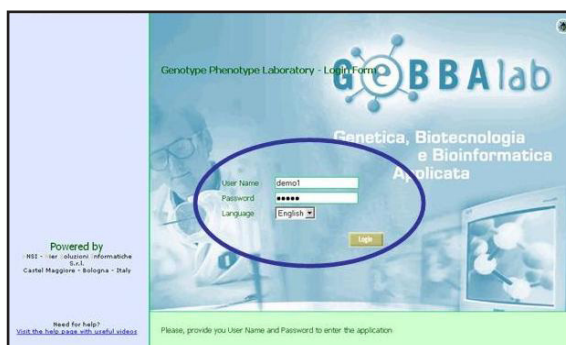 Genotype Phenotype Laboratory - Login Form
GeBBAlab
Genetica, Biotecnologia
e Bioinformatica
Applicata
User Name demo1
Password •••••
Language English
Login
Powered by
NSI -
S.r.l.
Castel Maggiore - Bologna - Italy
Need for help?
Visit the help page with useful videos
Please, provide you User Name and Password to enter the application